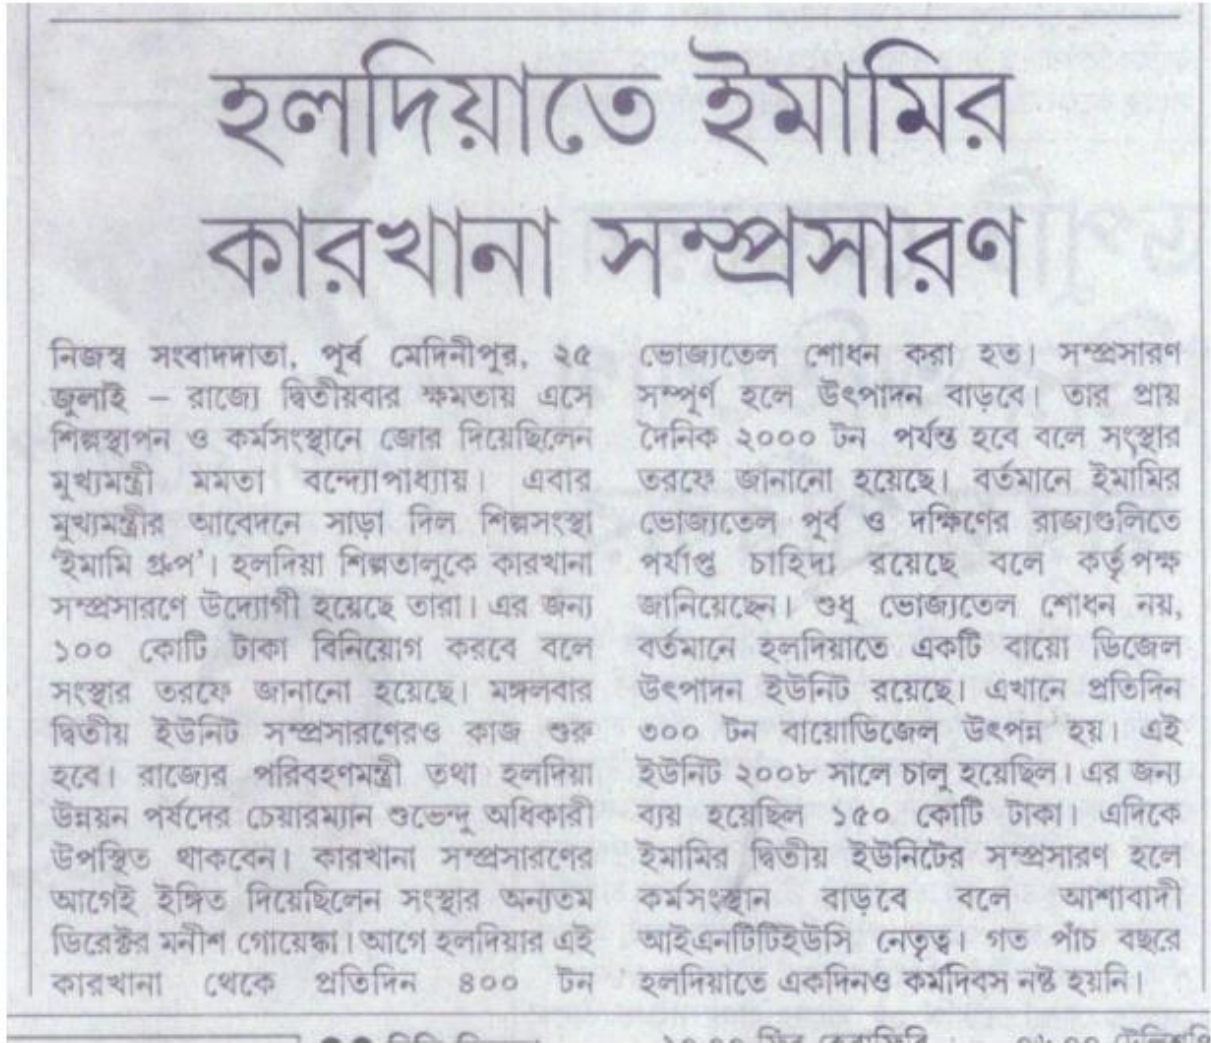 হলদিয়াতে ইমামির
কারখানা সম্প্রসারণ
নিজস্ব সংবাদদাতা, পূর্ব মেদিনীপুর, ২৫
জুলাই – রাজ্যে দ্বিতীয়বার ক্ষমতায় এসে
শিল্পস্থাপন ও কর্মসংস্থানে জোর দিয়েছিলেন
মুখ্যমন্ত্রী মমতা বন্দ্যোপাধ্যায়। এবার
মুখ্যমন্ত্রীর আবেদনে সাড়া দিল শিল্পসংস্থা
‘ইমামি গ্রুপ’। হলদিয়া শিল্পতালুকে কারখানা
সম্প্রসারণে উদ্যোগী হয়েছে তারা। এর জন্য
১০০ কোটি টাকা বিনিয়োগ করবে বলে
সংস্থার তরফে জানানো হয়েছে। মঙ্গলবার
দ্বিতীয় ইউনিট সম্প্রসারণেরও কাজ শুরু
হবে। রাজ্যের পরিবহণমন্ত্রী তথা হলদিয়া
উন্নয়ন পর্ষদের চেয়ারম্যান শুভেন্দু অধিকারী
উপস্থিত থাকবেন। কারখানা সম্প্রসারণের
আগেই ইঙ্গিত দিয়েছিলেন সংস্থার অন্যতম
ডিরেক্টর মনীশ গোয়েঙ্কা। আগে হলদিয়ার এই
কারখানা থেকে প্রতিদিন ৪০০ টন
ভোজ্যতেল শোধন করা হত। সম্প্রসারণ
সম্পূর্ণ হলে উৎপাদন বাড়বে। তার প্রায়
দৈনিক ২০০০ টন পর্যন্ত হবে বলে সংস্থার
তরফে জানানো হয়েছে। বর্তমানে ইমামির
ভোজ্যতেল পূর্ব ও দক্ষিণের রাজ্যগুলিতে
পর্যাপ্ত চাহিদা রয়েছে বলে কর্তৃপক্ষ
জানিয়েছেন। শুধু ভোজ্যতেল শোধন নয়,
বর্তমানে হলদিয়াতে একটি বায়ো ডিজেল
উৎপাদন ইউনিট রয়েছে। এখানে প্রতিদিন
৩০০ টন বায়োডিজেল উৎপন্ন হয়। এই
ইউনিট ২০০৮ সালে চালু হয়েছিল। এর জন্য
ব্যয় হয়েছিল ১৫০ কোটি টাকা। এদিকে
ইমামির দ্বিতীয় ইউনিটের সম্প্রসারণ হলে
কর্মসংস্থান বাড়বে বলে আশাবাদী
আইএনটিটিইউসি নেতৃত্ব। গত পাঁচ বছরে
হলদিয়াতে একদিনও কর্মদিবস নষ্ট হয়নি।